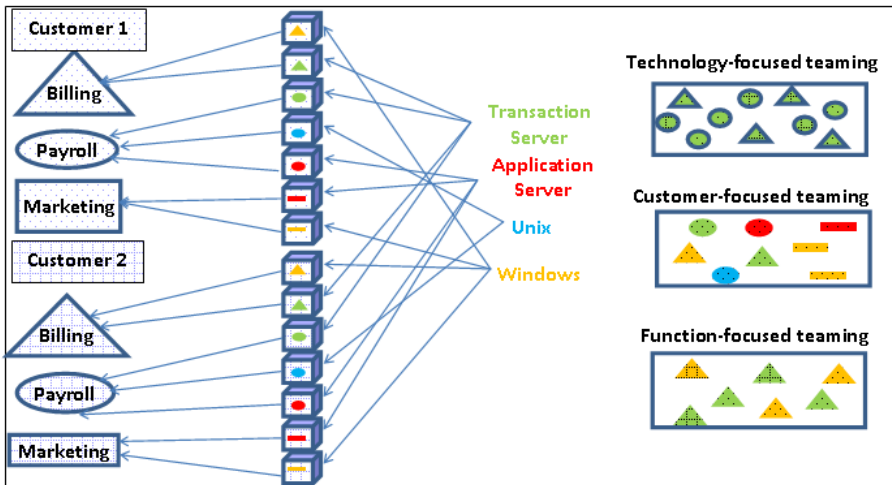 Customer 1
Billing
Payroll
Marketing
Customer 2
Billing
Payroll
Marketing
Transaction
Server
Application
Server
Unix
Windows
Technology-focused teaming
Customer-focused teaming
Function-focused teaming